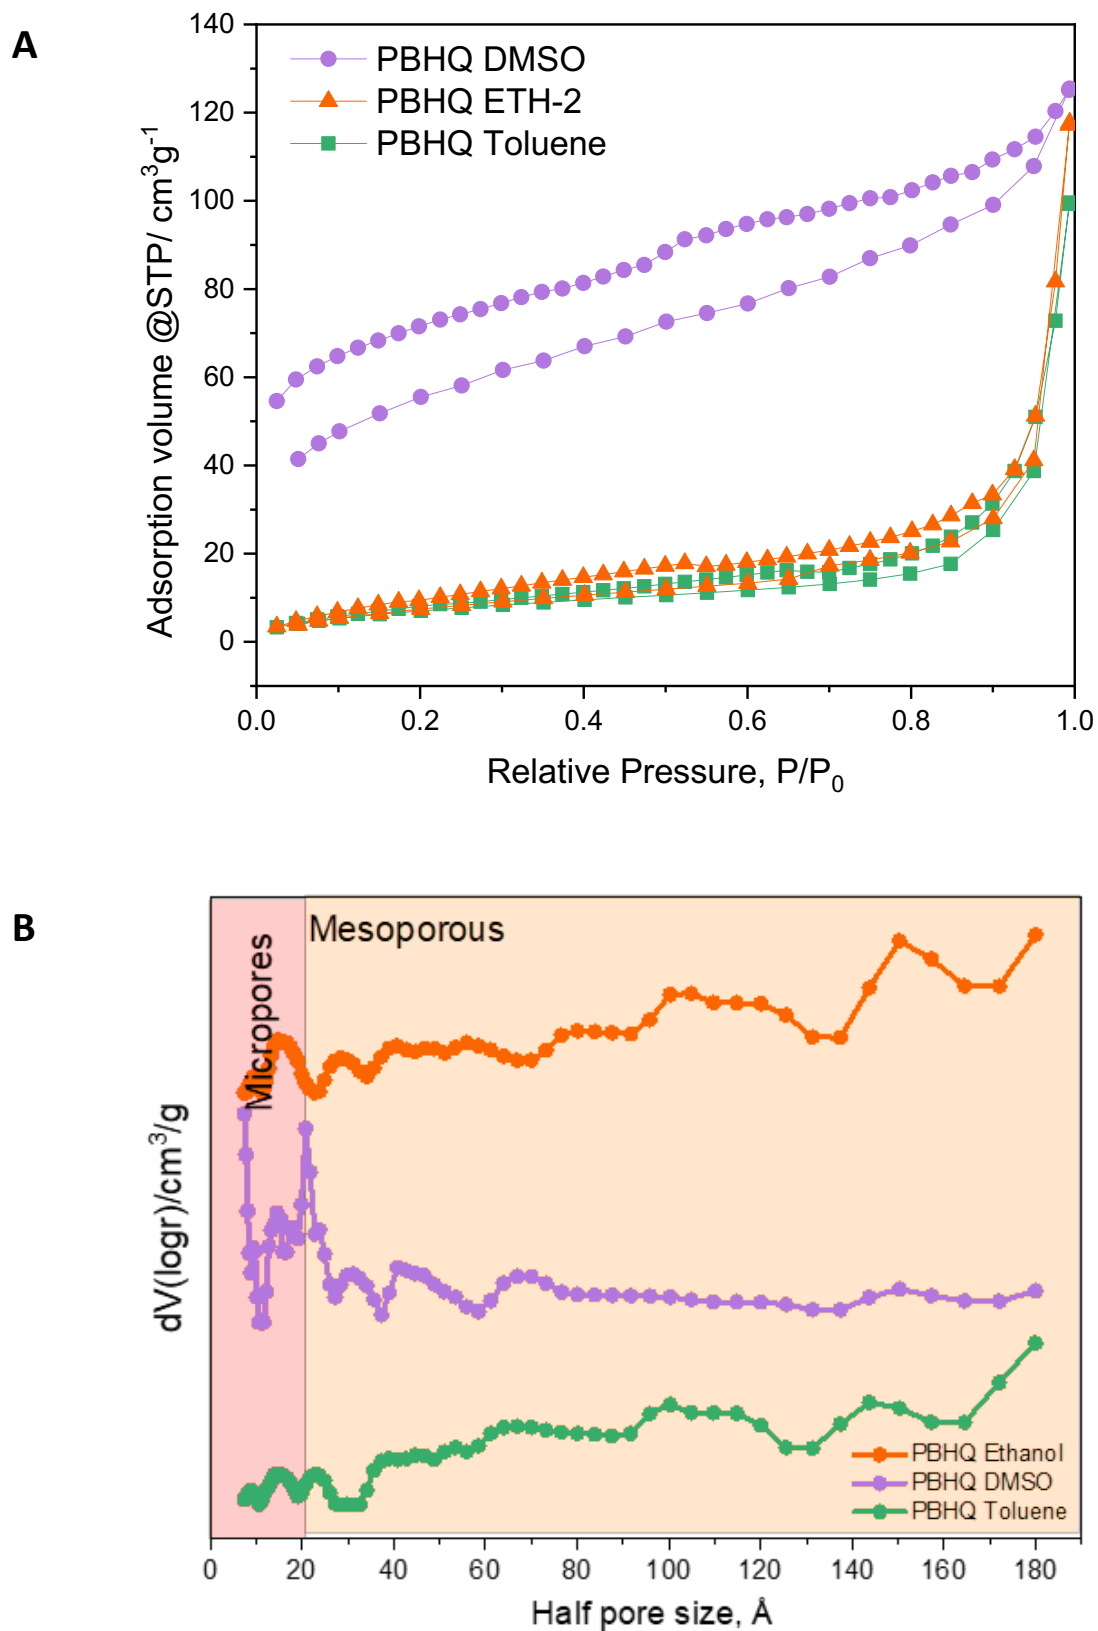 A
140
120
100
80
60
40
20
0
Adsorption volume @STP/ cm³g⁻¹
PBHQ DMSO
PBHQ ETH-2
PBHQ Toluene
0.0 0.2 0.4 0.6 0.8 1.0
Relative Pressure, P/P₀
B
Micropores
Mesoporous
dV(logr)/cm³/g
PBHQ Ethanol
PBHQ DMSO
PBHQ Toluene
0 20 40 60 80 100 120 140 160 180
Half pore size, Å